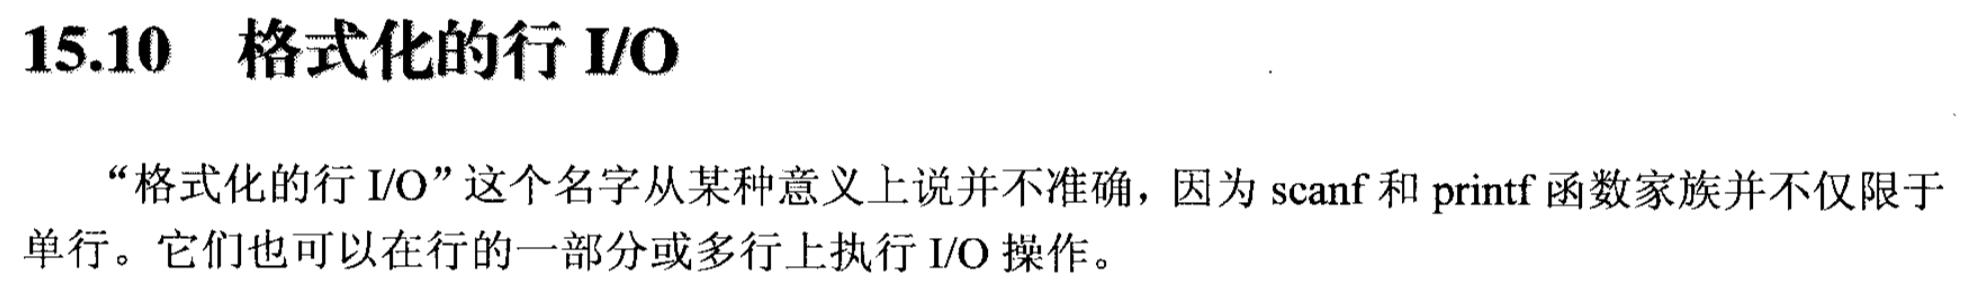 15.10 格式化的行 I/O
“格式化的行 I/O”这个名字从某种意义上说并不准确，因为 scanf 和 printf 函数家族并不仅限于
单行。它们也可以在行的一部分或多行上执行 I/O 操作。